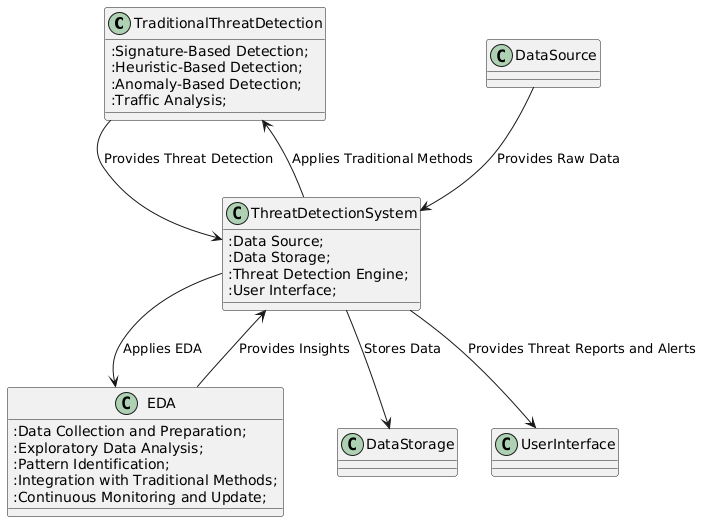 C TraditionalThreatDetection
:Signature-Based Detection;
:Heuristic-Based Detection;
:Anomaly-Based Detection;
:Traffic Analysis;
C DataSource
Provides Threat Detection
Applies Traditional Methods
Provides Raw Data
C ThreatDetectionSystem
:Data Source;
:Data Storage;
:Threat Detection Engine;
:User Interface;
Applies EDA
Provides Insights
Stores Data
Provides Threat Reports and Alerts
C EDA
:Data Collection and Preparation;
:Exploratory Data Analysis;
:Pattern Identification;
:Integration with Traditional Methods;
:Continuous Monitoring and Update;
C DataStorage
C UserInterface